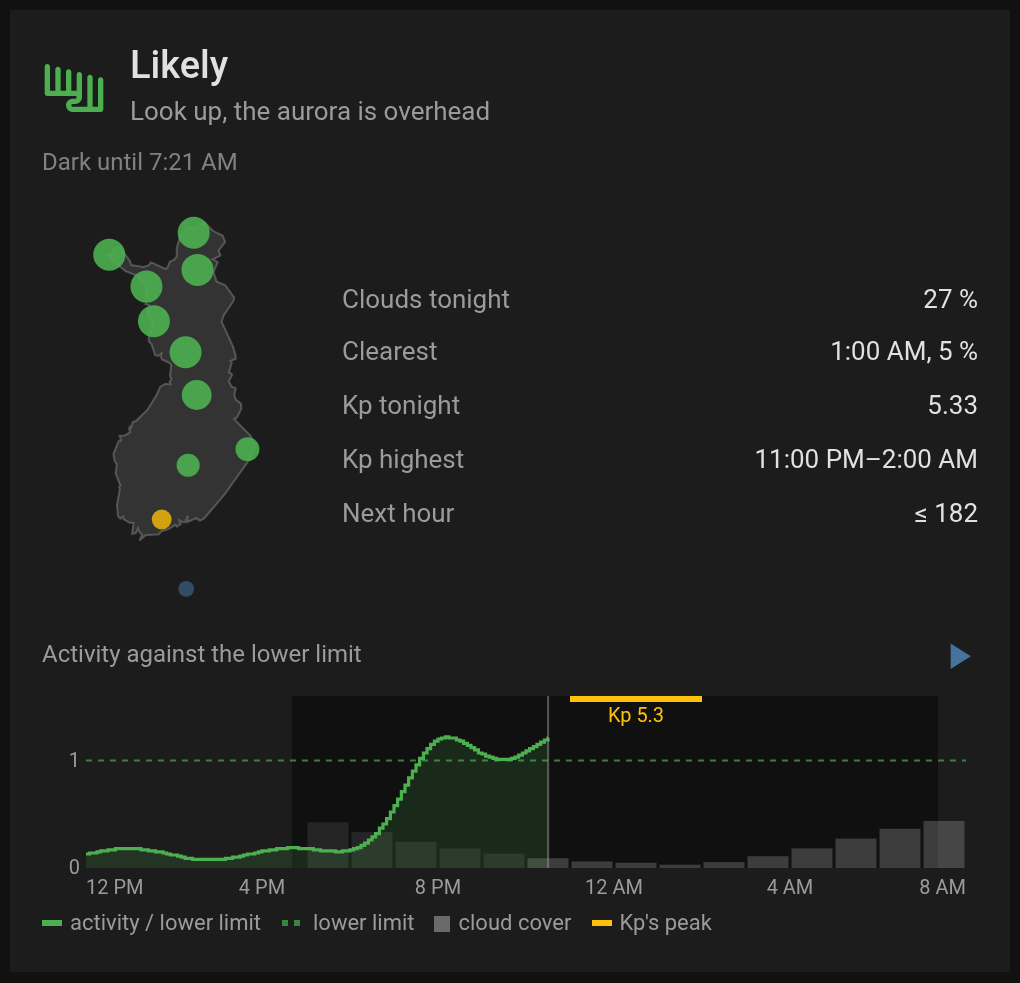 Likely
Look up, the aurora is overhead
Dark until 7:21 AM
Clouds tonight 27 %
Clearest 1:00 AM, 5 %
Kp tonight 5.33
Kp highest 11:00 PM–2:00 AM
Next hour ≤ 182
Activity against the lower limit
Kp 5.3
1
0
12 PM 4 PM 8 PM 12 AM 4 AM 8 AM
activity / lower limit lower limit cloud cover Kp's peak